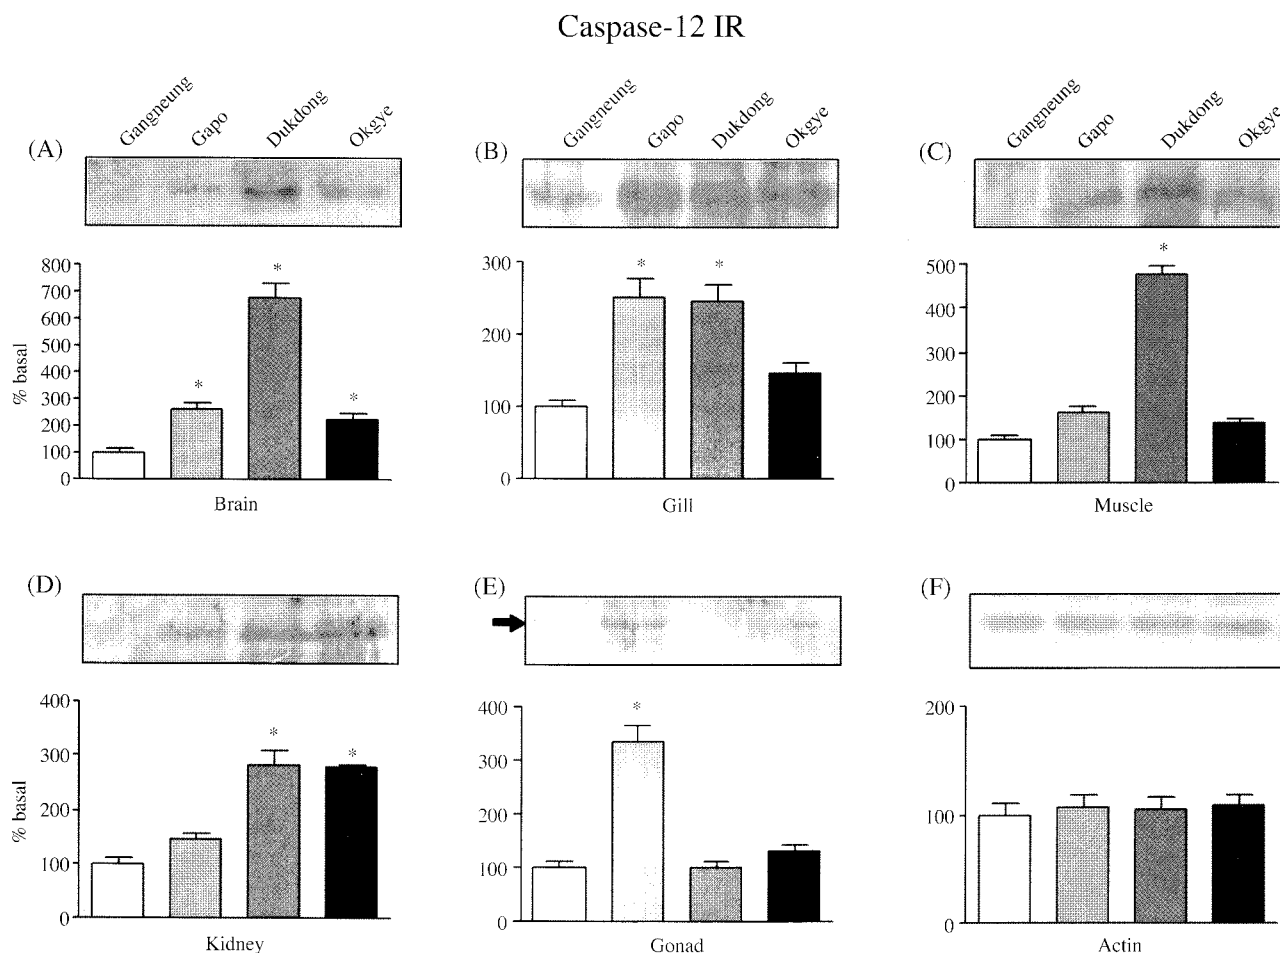 Caspase-12 IR
Gangneung Gapo Dukdong Okgye
Gangneung Gapo Dukdong Okgye
Gangneung Gapo Dukdong Okgye
(A)
(B)
(C)
800
700
600
500
400
300
200
100
0
% basal
*
*
*
Brain
300
200
100
0
*
*
Gill
500
400
300
200
100
0
*
Muscle
(D)
(E)
(F)
400
300
200
100
0
% basal
*
*
Kidney
400
300
200
100
0
*
Gonad
200
100
0
Actin